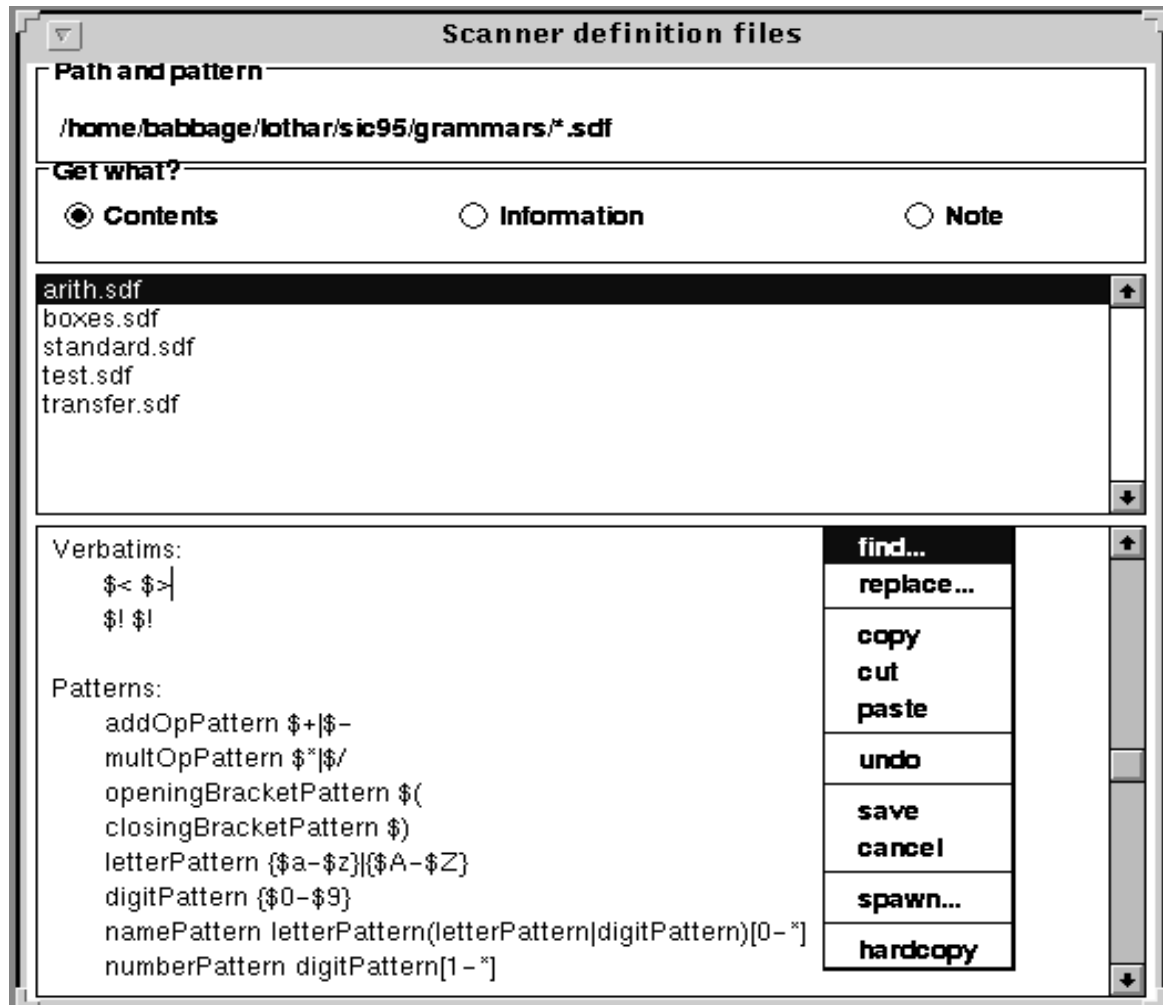 Scanner definition files
Path and pattern
/home/babbage/lothar/sic95/grammars/*.sdf
Get what?
Contents Information Note
arith.sdf
boxes.sdf
standard.sdf
test.sdf
transfer.sdf
Verbatims:
$< $>
$! $!
Patterns:
addOpPattern $+|$-
multOpPattern $*|$/
openingBracketPattern $(
closingBracketPattern $)
letterPattern {$a-$z}|{$A-$Z}
digitPattern {$0-$9}
namePattern letterPattern(letterPattern|digitPattern)[0-*]
numberPattern digitPattern[1-*]
find...
replace...
copy
cut
paste
undo
save
cancel
spawn...
hardcopy